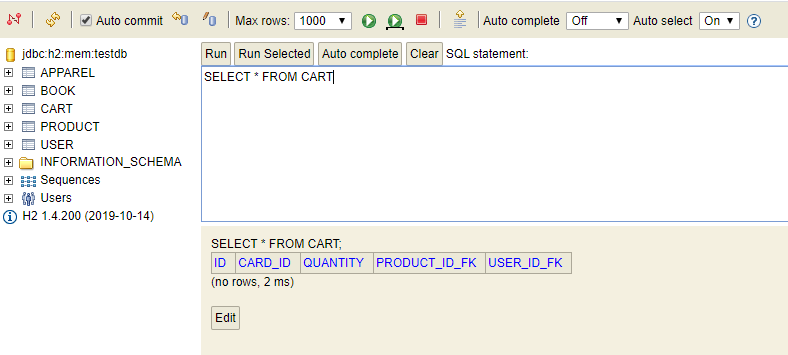 Auto commit Max rows: 1000 Auto complete Off Auto select On ?
jdbc:h2:mem:testdb
APPAREL
BOOK
CART
PRODUCT
USER
INFORMATION_SCHEMA
Sequences
Users
H2 1.4.200 (2019-10-14)
Run Run Selected Auto complete Clear SQL statement:
SELECT * FROM CART
SELECT * FROM CART;
ID CARD_ID QUANTITY PRODUCT_ID_FK USER_ID_FK
(no rows, 2 ms)
Edit